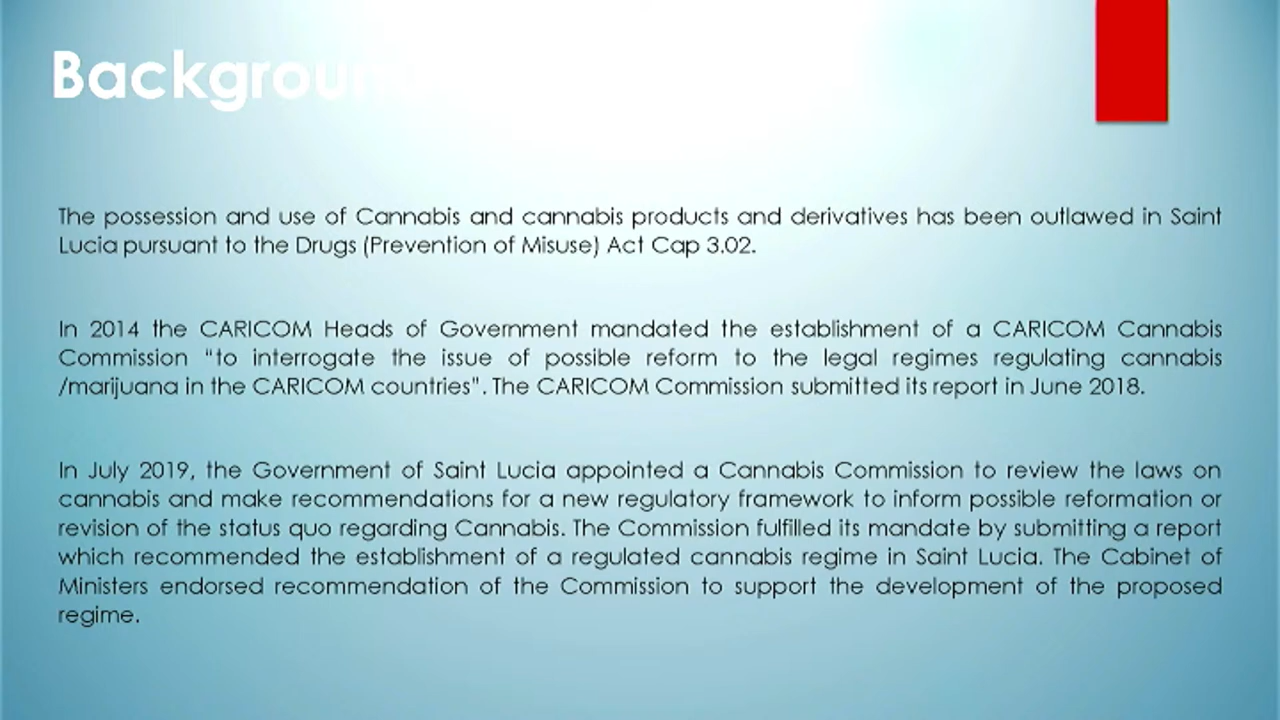 Background
The possession and use of Cannabis and cannabis products and derivatives has been outlawed in Saint
Lucia pursuant to the Drugs (Prevention of Misuse) Act Cap 3.02.
In 2014 the CARICOM Heads of Government mandated the establishment of a CARICOM Cannabis
Commission "to interrogate the issue of possible reform to the legal regimes regulating cannabis
/marijuana in the CARICOM countries". The CARICOM Commission submitted its report in June 2018.
In July 2019, the Government of Saint Lucia appointed a Cannabis Commission to review the laws on
cannabis and make recommendations for a new regulatory framework to inform possible reformation or
revision of the status quo regarding Cannabis. The Commission fulfilled its mandate by submitting a report
which recommended the establishment of a regulated cannabis regime in Saint Lucia. The Cabinet of
Ministers endorsed recommendation of the Commission to support the development of the proposed
regime.